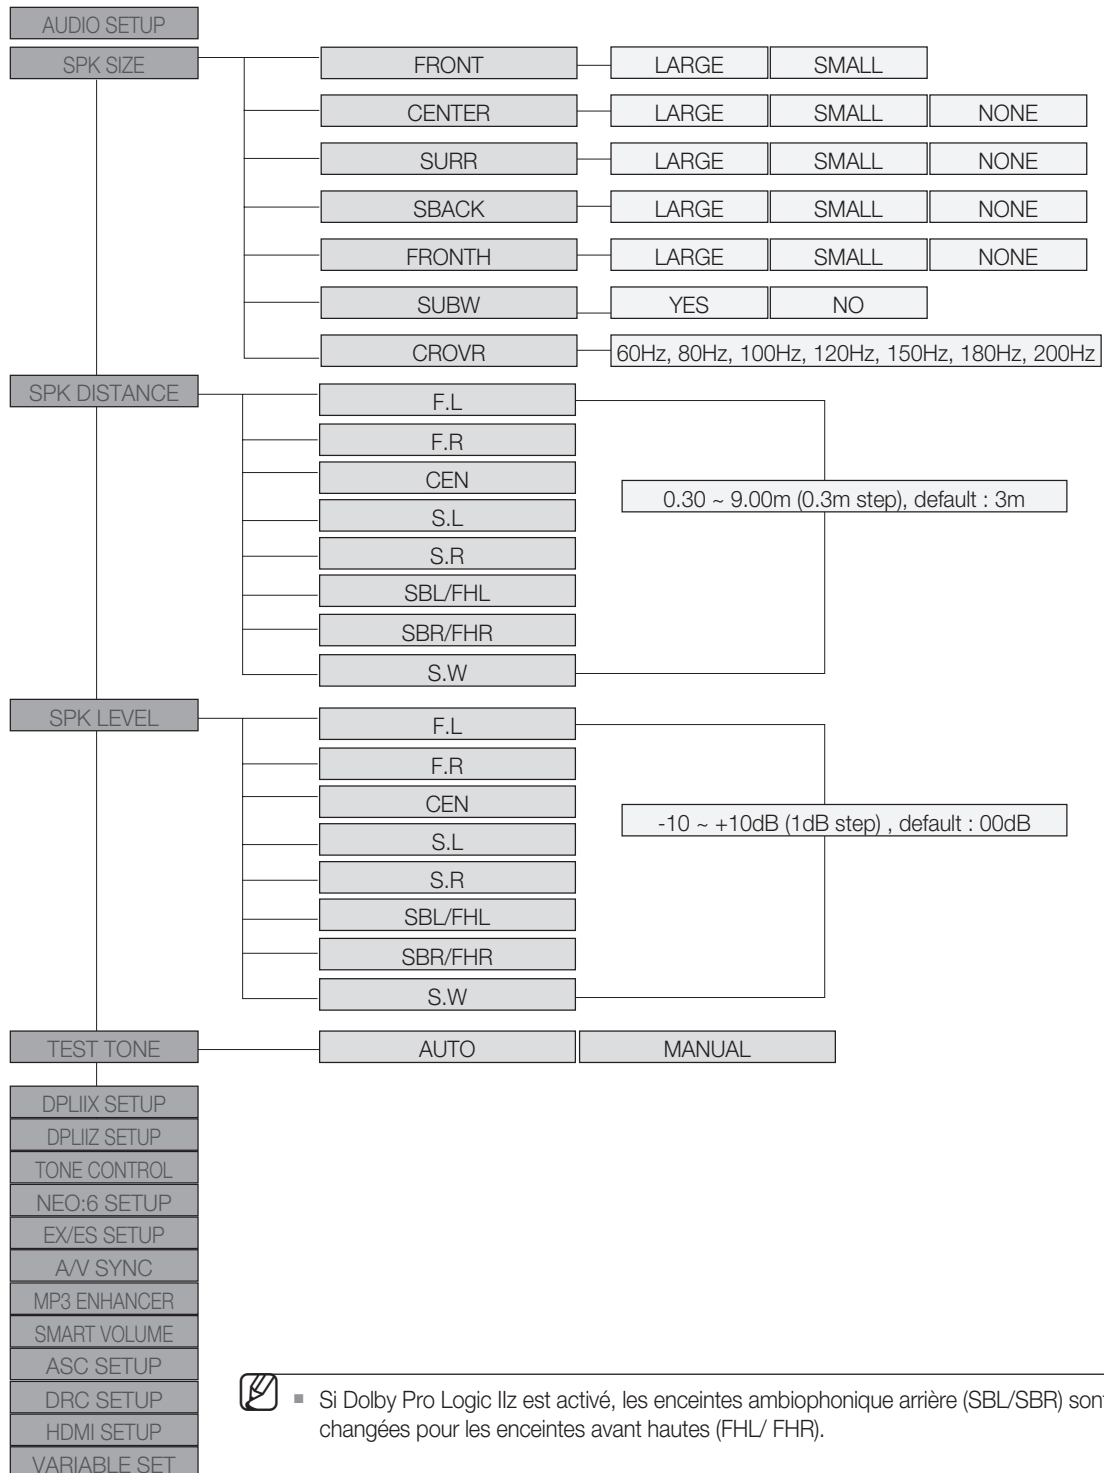 AUDIO SETUP
SPK SIZE
FRONT LARGE SMALL
CENTER LARGE SMALL NONE
SURR LARGE SMALL NONE
SBACK LARGE SMALL NONE
FRONTH LARGE SMALL NONE
SUBW YES NO
CROVR 60Hz, 80Hz, 100Hz, 120Hz, 150Hz, 180Hz, 200Hz
SPK DISTANCE
F.L
F.R
CEN
S.L
S.R
SBL/FHL
SBR/FHR
S.W
0.30 ~ 9.00m (0.3m step), default : 3m
SPK LEVEL
F.L
F.R
CEN
S.L
S.R
SBL/FHL
SBR/FHR
S.W
-10 ~ +10dB (1dB step) , default : 00dB
TEST TONE
AUTO MANUAL
DPLIIX SETUP
DPLIIZ SETUP
TONE CONTROL
NEO:6 SETUP
EX/ES SETUP
A/V SYNC
MP3 ENHANCER
SMART VOLUME
ASC SETUP
DRC SETUP
HDMI SETUP
VARIABLE SET
Si Dolby Pro Logic IIz est activé, les enceintes ambiophonique arrière (SBL/SBR) sont
changées pour les enceintes avant hautes (FHL/ FHR).